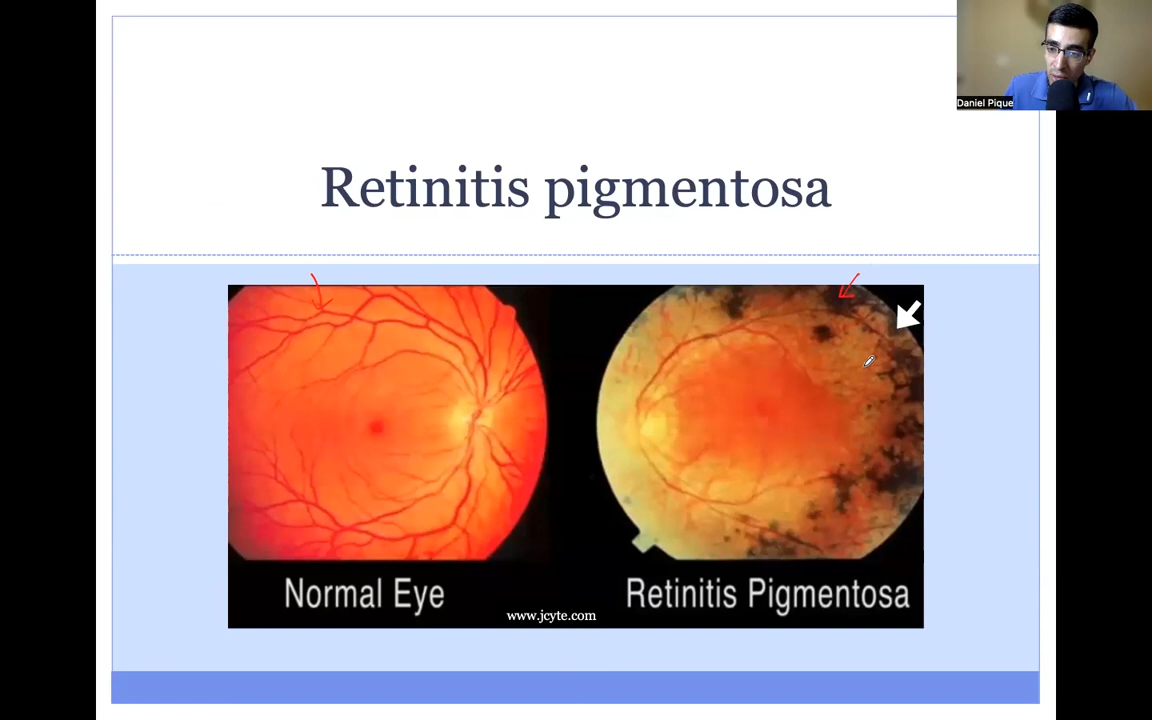 Daniel Pique
Retinitis pigmentosa
Normal Eye
Retinitis Pigmentosa
www.jcyte.com